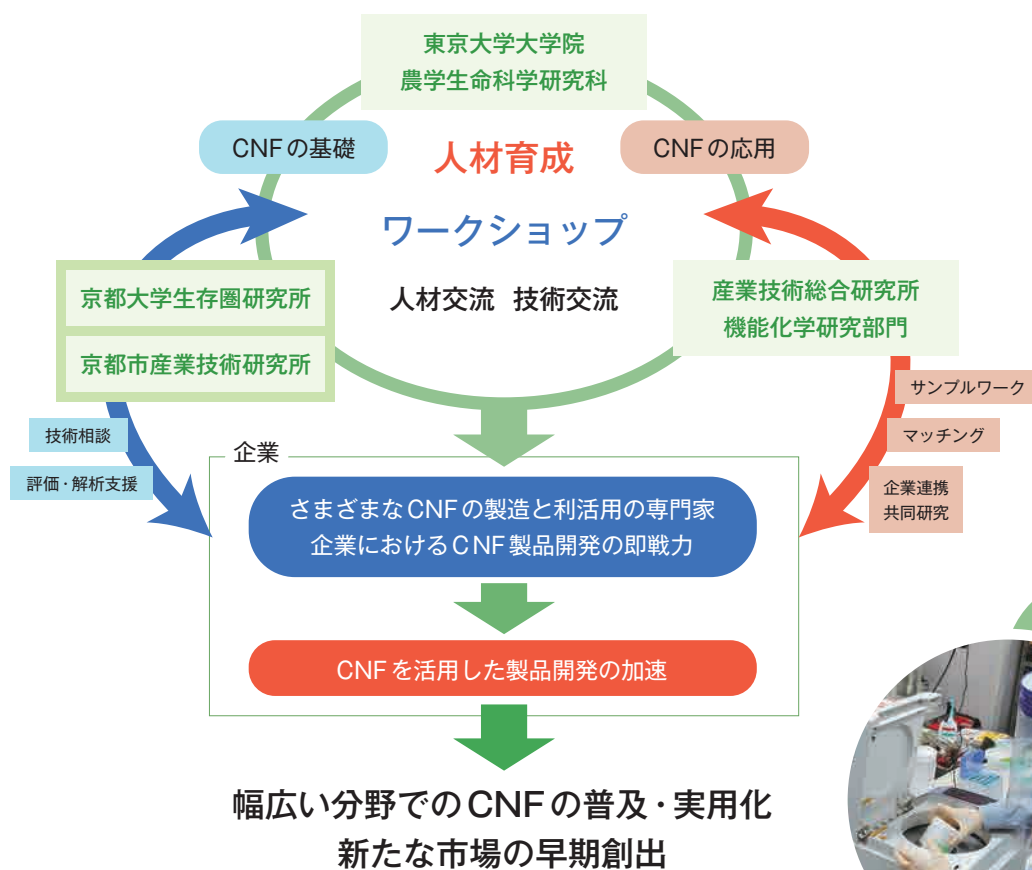 東京大学大学院
農学生命科学研究科
CNFの基礎
人材育成
CNFの応用
ワークショップ
人材交流 技術交流
京都大学生存圏研究所
京都市産業技術研究所
産業技術総合研究所
機能化学研究部門
技術相談
評価・解析支援
サンプルワーク
マッチング
企業連携
共同研究
企業
さまざまなCNFの製造と利活用の専門家
企業におけるCNF製品開発の即戦力
CNFを活用した製品開発の加速
幅広い分野でのCNFの普及・実用化
新たな市場の早期創出